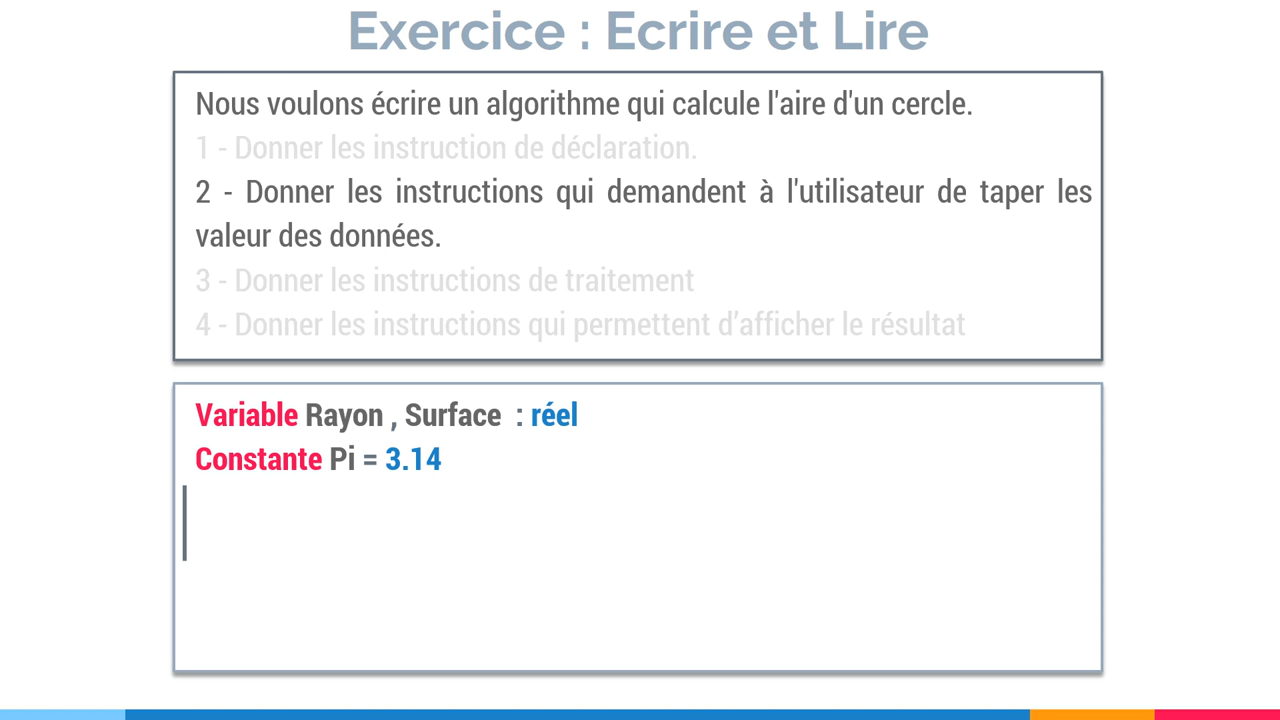 Exercice : Ecrire et Lire
Nous voulons écrire un algorithme qui calcule l'aire d'un cercle.
1 - Donner les instruction de déclaration.
2 - Donner les instructions qui demandent à l'utilisateur de taper les
valeur des données.
3 - Donner les instructions de traitement
4 - Donner les instructions qui permettent d’afficher le résultat
Variable Rayon , Surface : réel
Constante Pi = 3.14